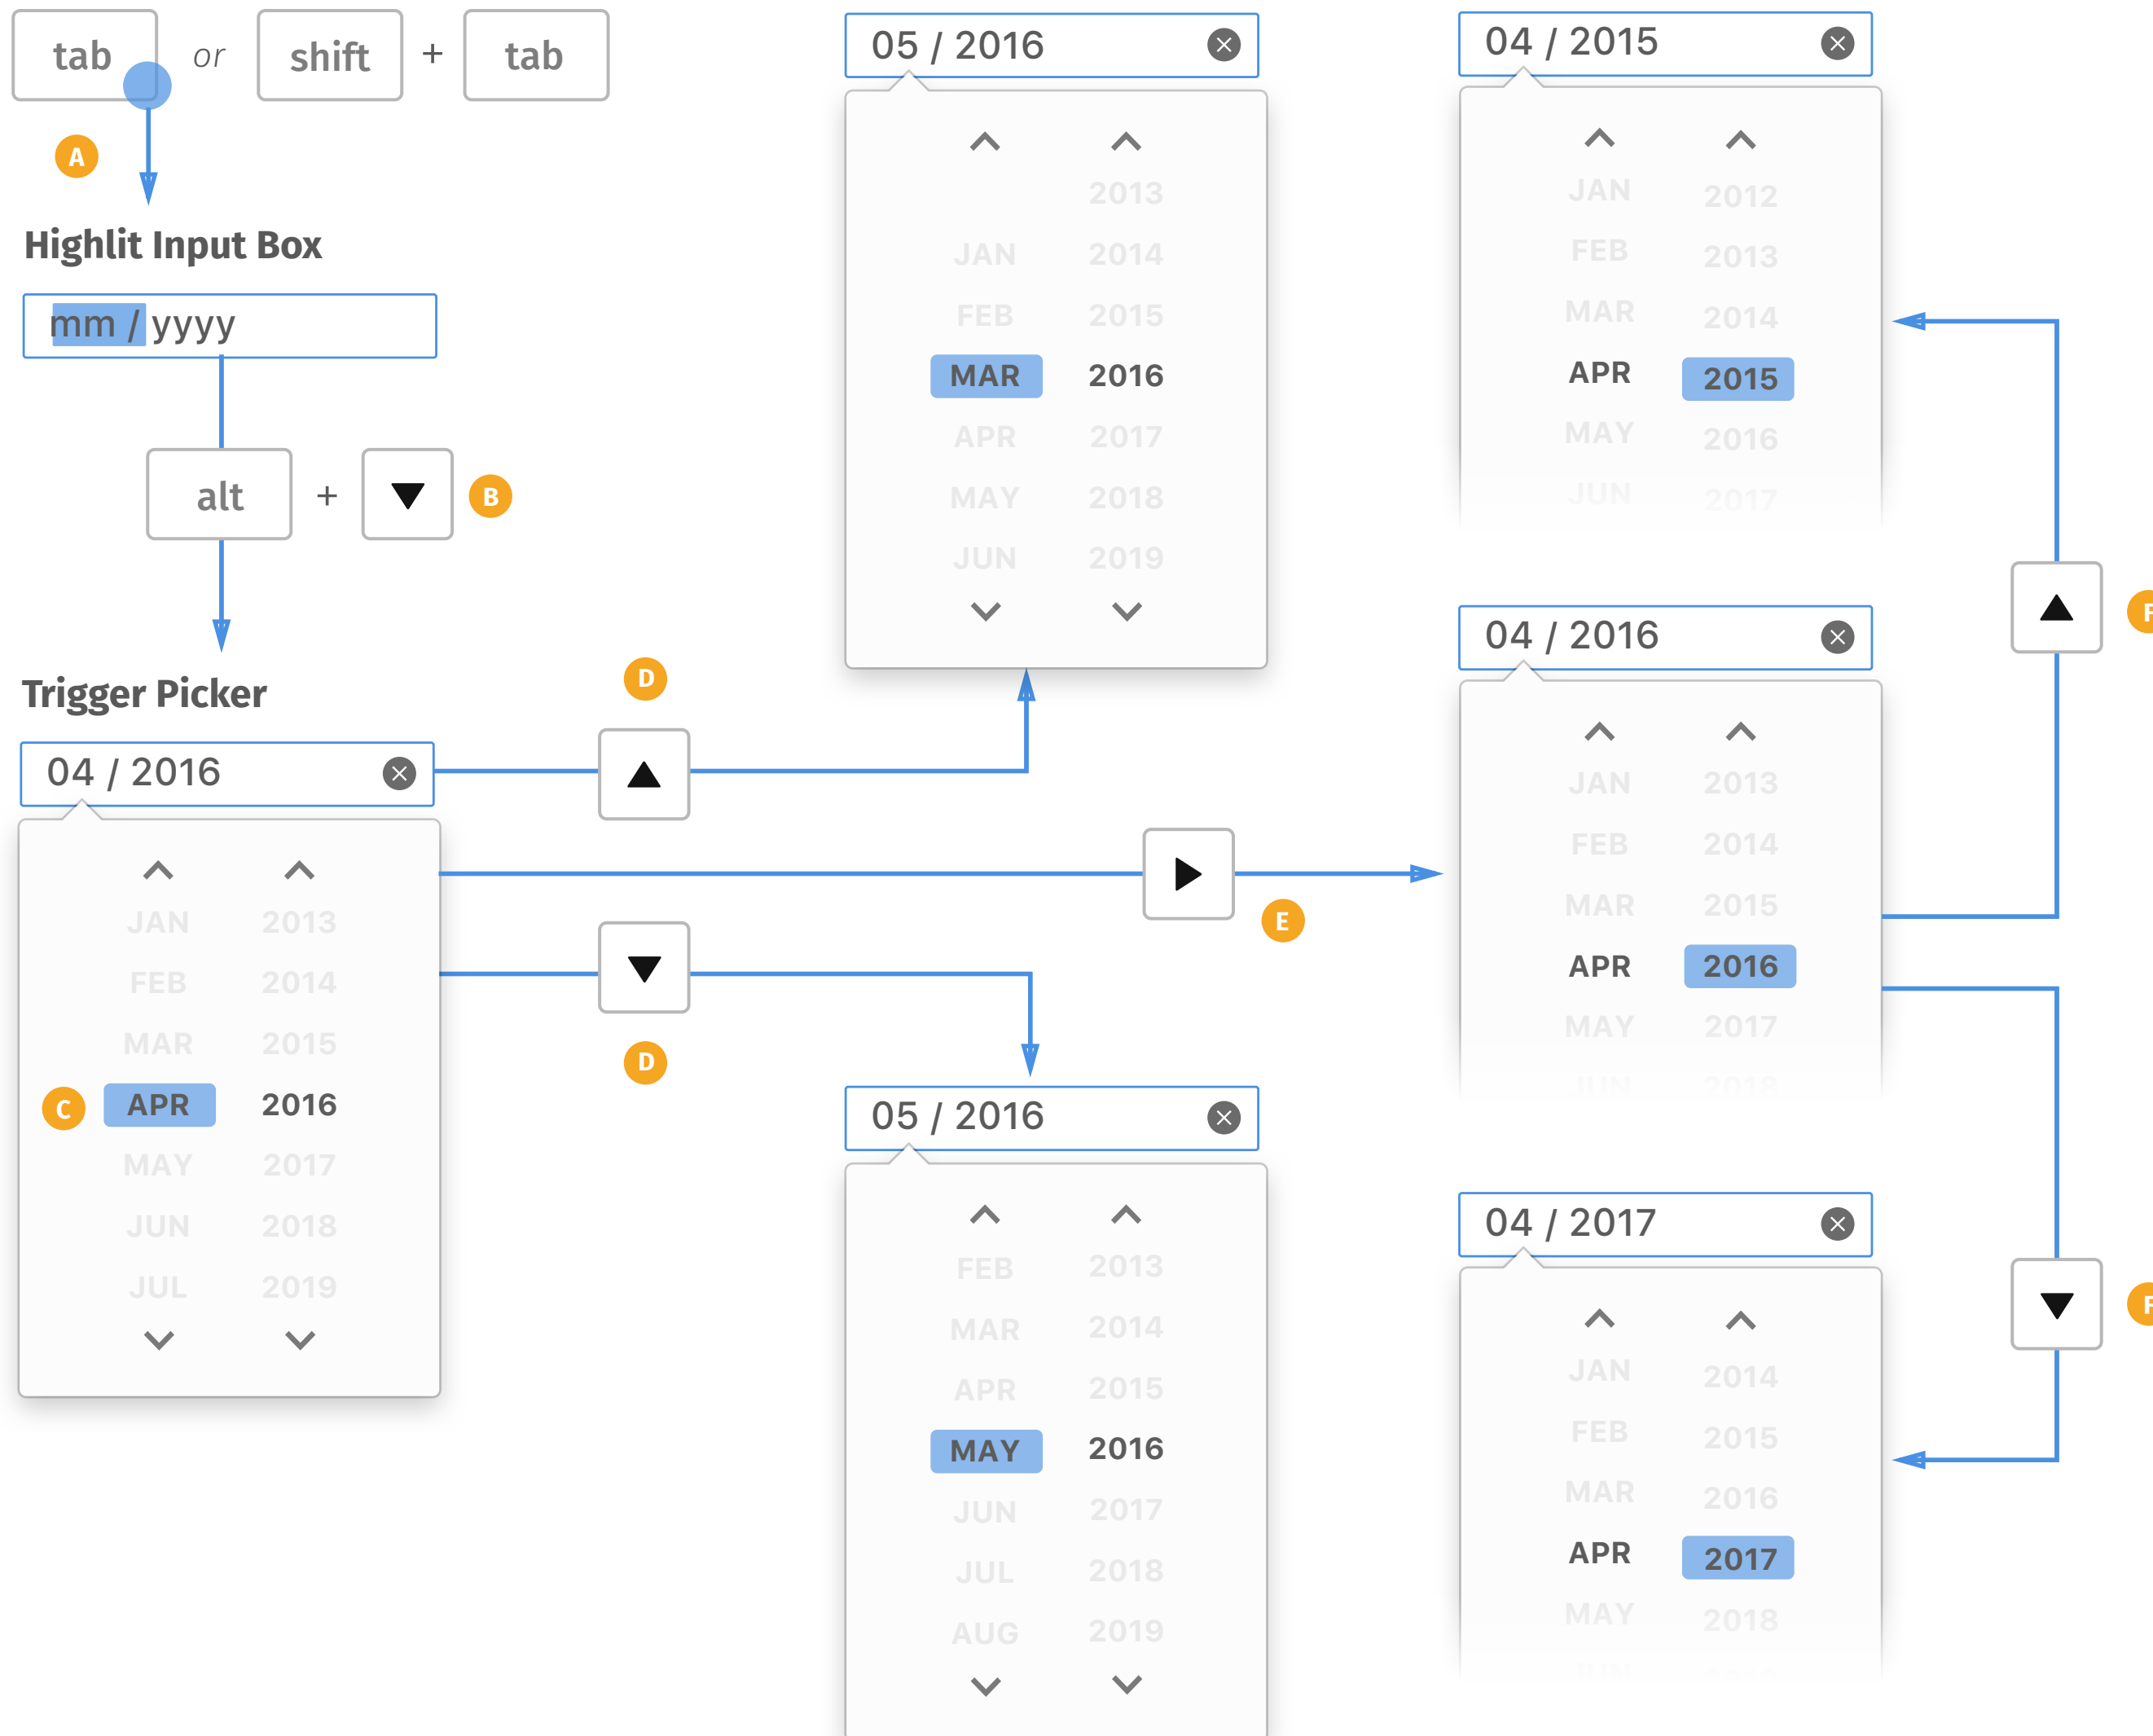 tab or shift + tab
A
Highlit Input Box
mm / yyyy
alt + B
Trigger Picker
04 / 2016
JAN 2013
FEB 2014
MAR 2015
C APR 2016
MAY 2017
JUN 2018
JUL 2019
D
D
05 / 2016
2013
JAN 2014
FEB 2015
MAR 2016
APR 2017
MAY 2018
JUN 2019
E
05 / 2016
FEB 2013
MAR 2014
APR 2015
MAY 2016
JUN 2017
JUL 2018
AUG 2019
04 / 2015
JAN 2012
FEB 2013
MAR 2014
APR 2015
MAY 2016
JUN 2017
04 / 2016
JAN 2013
FEB 2014
MAR 2015
APR 2016
MAY 2017
JUN 2018
04 / 2017
JAN 2014
FEB 2015
MAR 2016
APR 2017
MAY 2018